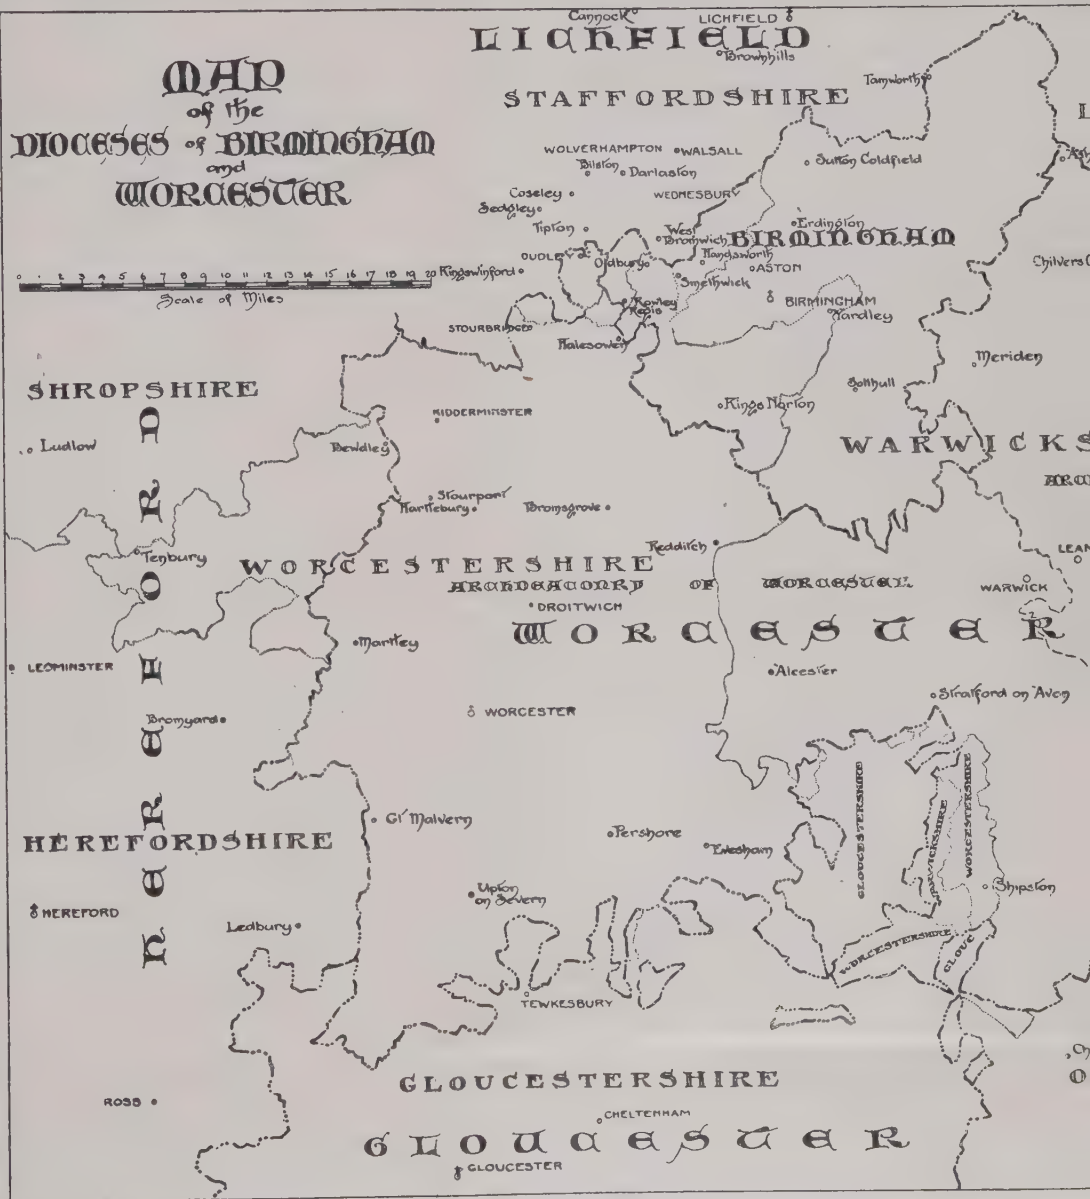 MAP
of the
DIOCESES of BIRMINGHAM
and
WORCESTER
0 1 2 3 4 5 6 7 8 9 10 11 12 13 14 15 16 17 18 19 20
Scale of Miles
Cannock
LICHFIELD
LICHFIELD
Brownhills
STAFFORDSHIRE
Tamworth
WOLVERHAMPTON
WALSALL
Bilston
Darlaston
Sutton Coldfield
Coseley
WEDNESBURY
Sedgley
Tipton
West
Bromwich
Erdington
BIRMINGHAM
DUDLEY
Oldbury
Handsworth
ASTON
Kingswinford
Smethwick
BIRMINGHAM
Yardley
Rowley
Regis
STOURBRIDGE
Halesowen
Meriden
Solihull
SHROPSHIRE
Ludlow
KIDDERMINSTER
Kings Norton
Bewdley
WARWICKS
Stourport
Hartlebury
Bromsgrove
Redditch
Tenbury
WORCESTERSHIRE
ARCHDEACONRY OF WORCESTER
WARWICK
LEAM
DROITWICH
WORCESTER
Martley
LEOMINSTER
Alcester
Stratford on Avon
Bromyard
WORCESTER
GLOUCESTERSHIRE
WARWICKSHIRE
WORCESTERSHIRE
Gt Malvern
Pershore
Evesham
HEREFORDSHIRE
HEREFORD
Upton
on Severn
Shipston
Ledbury
WORCESTERSHIRE
GLOUC
TEWKESBURY
GLOUCESTERSHIRE
ROSS
CHELTENHAM
GLOUCESTER
GLOUCESTER